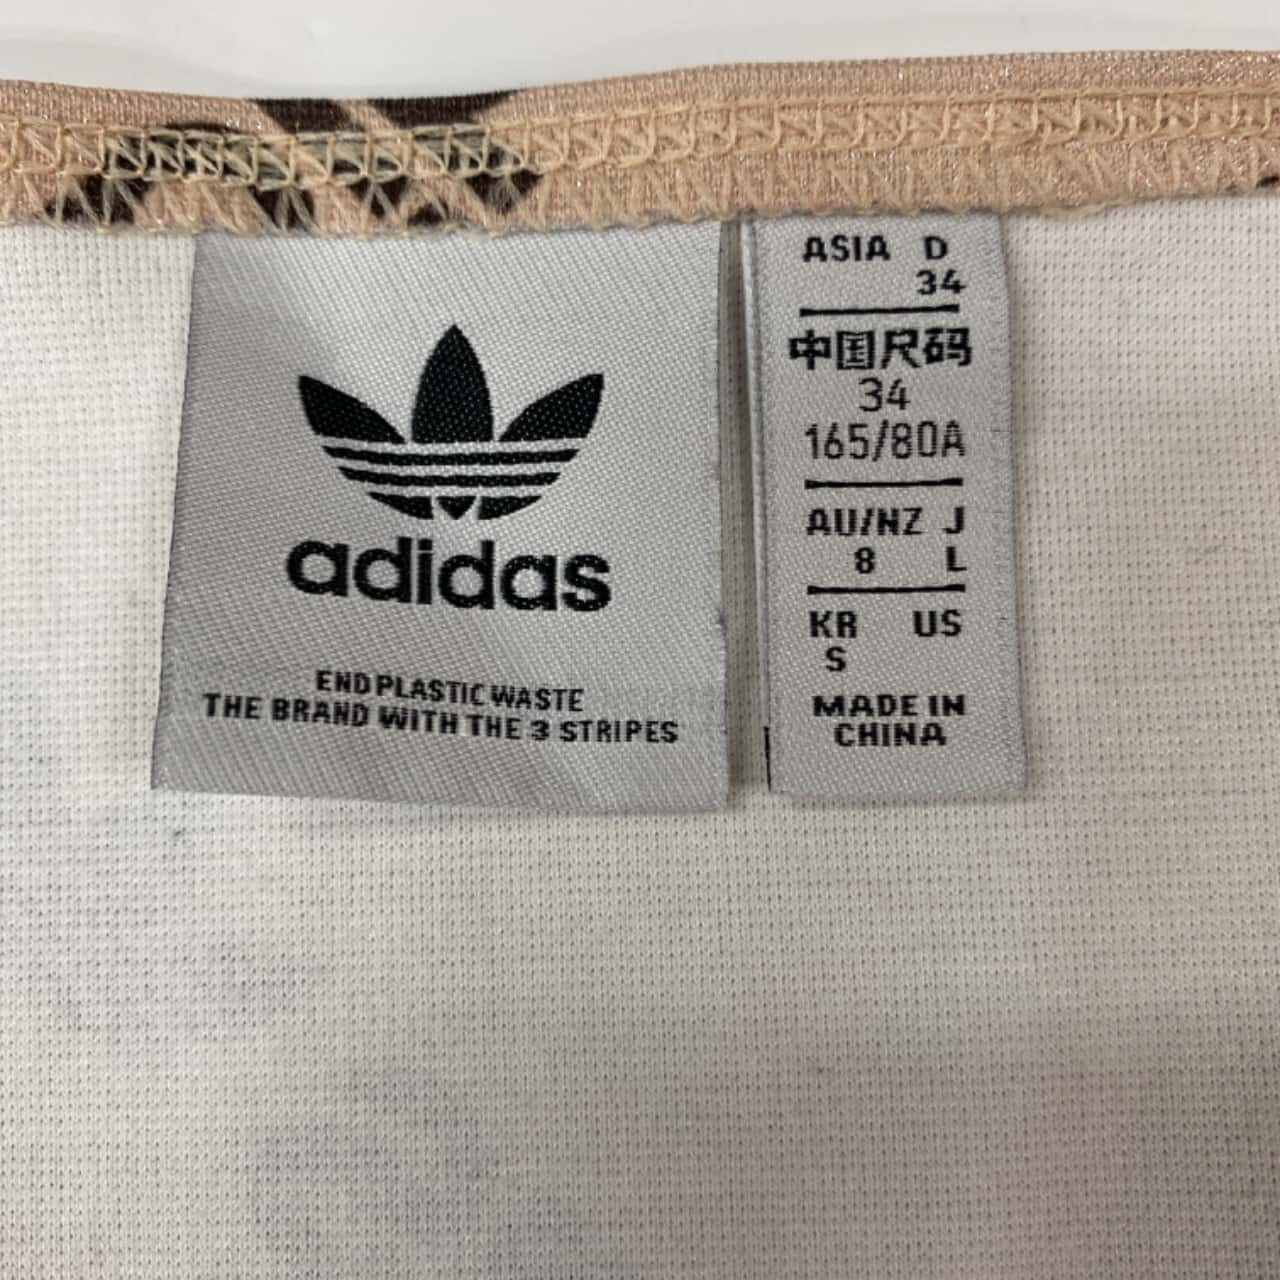 adidas
END PLASTIC WASTE
THE BRAND WITH THE 3 STRIPES
ASIA D
34
中国尺码
34
165/80A
AU/NZ J
8 L
KR US
S
MADE IN
CHINA